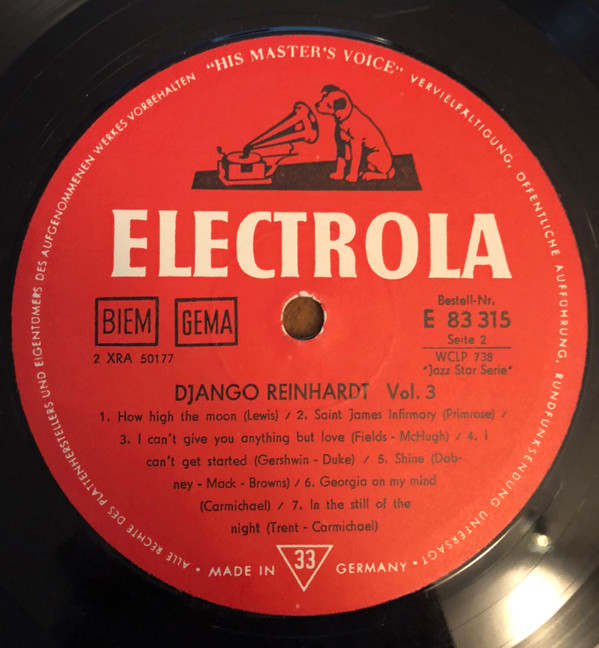 ALLE RECHTE DES PLATTENHERSTELLERS UND EIGENTÜMERS DES AUFGENOMMENEN WERKES VORBEHALTEN "HIS MASTER'S VOICE" VERVIELFÄLTIGUNG, ÖFFENTLICHE AUFFÜHRUNG, RUNDFUNKSENDUNG UNTERSAGT •
ELECTROLA
BIEM GEMA
2 XRA 50177
Bestell-Nr.
E 83 315
Seite 2
WCLP 738
"Jazz Star Serie"
DJANGO REINHARDT Vol. 3
1. How high the moon (Lewis) / 2. Saint James Infirmary (Primrose) /
3. I can't give you anything but love (Fields - McHugh) / 4. I
can't get started (Gershwin - Duke) / 5. Shine (Dab-
ney - Mack - Browns) / 6. Georgia on my mind
(Carmichael) / 7. In the still of the
night (Trent - Carmichael)
• MADE IN 33 GERMANY •